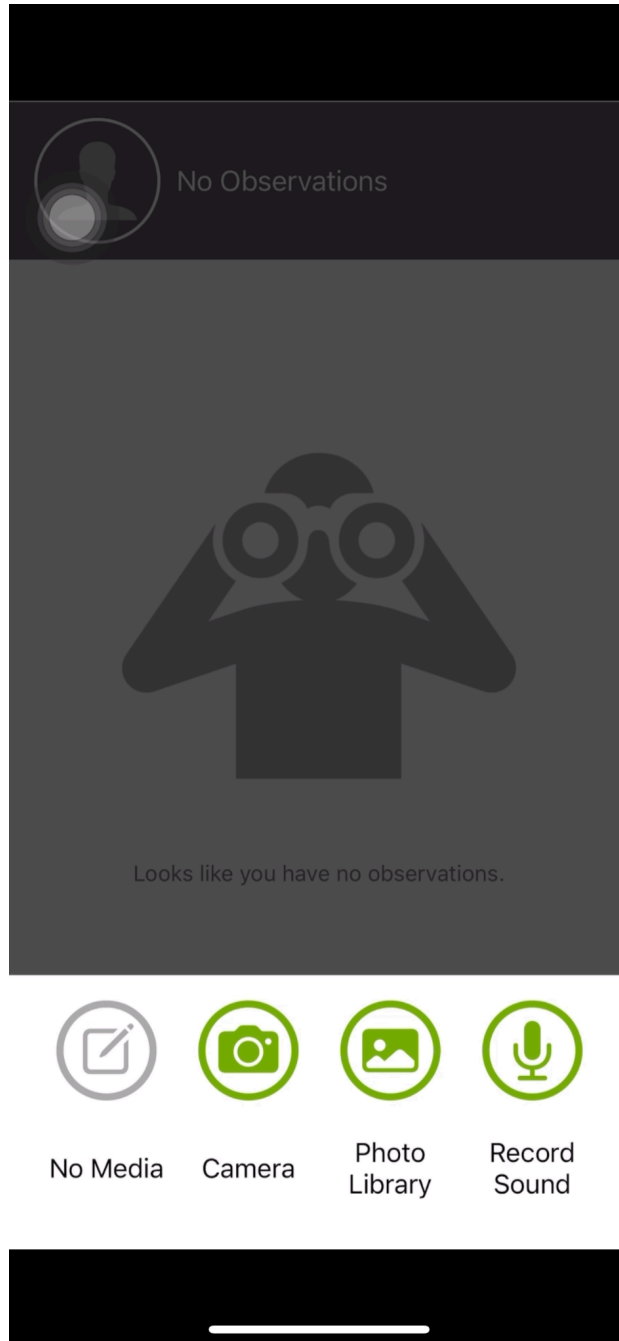 No Observations
Looks like you have no observations.
No Media
Camera
Photo
Library
Record
Sound